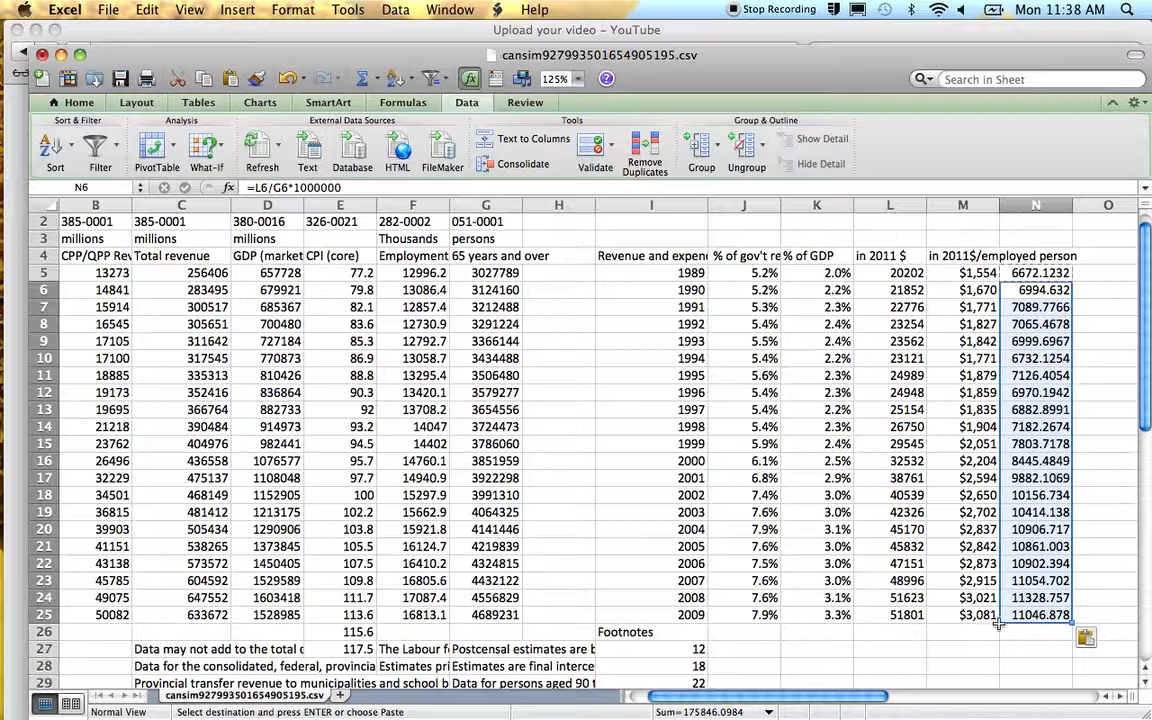 Excel File Edit View Insert Format Tools Data Window Help Stop Recording Mon 11:38 AM
Upload your video – YouTube
cansim927993501654905195.csv
125% Search in Sheet
Home Layout Tables Charts SmartArt Formulas Data Review
Sort & Filter Analysis External Data Sources Tools Group & Outline
Sort Filter PivotTable What-If Refresh Text Database HTML FileMaker Text to Columns Consolidate Validate Remove Duplicates Group Ungroup Show Detail Hide Detail
N6 fx =L6/G6*1000000
B C D E F G H I J K L M N O
2 385-0001 385-0001 380-0016 326-0021 282-0002 051-0001
3 millions millions millions Thousands persons
4 CPP/QPP Rev Total revenue GDP (market CPI (core) Employment 65 years and over Revenue and expen % of gov't re % of GDP in 2011 $ in 2011$/employed person
5 13273 256406 657728 77.2 12996.2 3027789 1989 5.2% 2.0% 20202 $1,554 6672.1232
6 14841 283495 679921 79.8 13086.4 3124160 1990 5.2% 2.2% 21852 $1,670 6994.632
7 15914 300517 685367 82.1 12857.4 3212488 1991 5.3% 2.3% 22776 $1,771 7089.7766
8 16545 305651 700480 83.6 12730.9 3291224 1992 5.4% 2.4% 23254 $1,827 7065.4678
9 17105 311642 727184 85.3 12792.7 3366144 1993 5.5% 2.4% 23562 $1,842 6999.6967
10 17100 317545 770873 86.9 13058.7 3434488 1994 5.4% 2.2% 23121 $1,771 6732.1254
11 18885 335313 810426 88.8 13295.4 3506480 1995 5.6% 2.3% 24989 $1,879 7126.4054
12 19173 352416 836864 90.3 13420.1 3579277 1996 5.4% 2.3% 24948 $1,859 6970.1942
13 19695 366764 882733 92 13708.2 3654556 1997 5.4% 2.2% 25154 $1,835 6882.8991
14 21218 390484 914973 93.2 14047 3724473 1998 5.4% 2.3% 26750 $1,904 7182.2674
15 23762 404976 982441 94.5 14402 3786060 1999 5.9% 2.4% 29545 $2,051 7803.7178
16 26496 436558 1076577 95.7 14760.1 3851959 2000 6.1% 2.5% 32532 $2,204 8445.4849
17 32229 475137 1108048 97.7 14940.9 3922298 2001 6.8% 2.9% 38761 $2,594 9882.1069
18 34501 468149 1152905 100 15297.9 3991310 2002 7.4% 3.0% 40539 $2,650 10156.734
19 36815 481412 1213175 102.2 15662.9 4064325 2003 7.6% 3.0% 42326 $2,702 10414.138
20 39903 505434 1290906 103.8 15921.8 4141446 2004 7.9% 3.1% 45170 $2,837 10906.717
21 41151 538265 1373845 105.5 16124.7 4219839 2005 7.6% 3.0% 45832 $2,842 10861.003
22 43138 573572 1450405 107.5 16410.2 4324815 2006 7.5% 3.0% 47151 $2,873 10902.394
23 45785 604592 1529589 109.8 16805.6 4432122 2007 7.6% 3.0% 48996 $2,915 11054.702
24 49075 647552 1603418 111.7 17087.4 4556829 2008 7.6% 3.1% 51623 $3,021 11328.757
25 50082 633672 1528985 113.6 16813.1 4689231 2009 7.9% 3.3% 51801 $3,081 11046.878
26 115.6 Footnotes
27 Data may not add to the total 117.5 The Labour Postcensal estimates are 12
28 Data for the consolidated, federal, provincia Estimates pri Estimates are final interce 18
29 Provincial transfer revenue to municipalities and school b Data for persons aged 90 22
cansim927993501654905195.csv
Normal View Select destination and press ENTER or choose Paste Sum=175846.0984